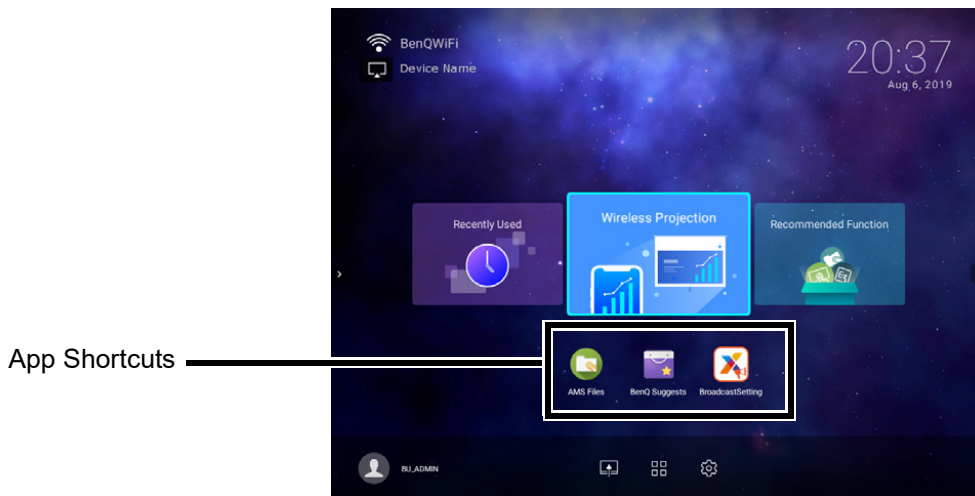 BenQWiFi
Device Name
20:37
Aug 6, 2019
Recently Used
Wireless Projection
Recommended Function
App Shortcuts
AMS Files
BenQ Suggests
BroadcastSetting
BU_ADMIN